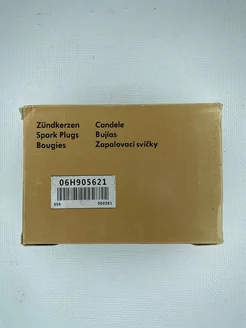 Zündkerzen
Spark Plugs
Bougies
Candele
Bujías
Zapalovací svíčky
06H905621